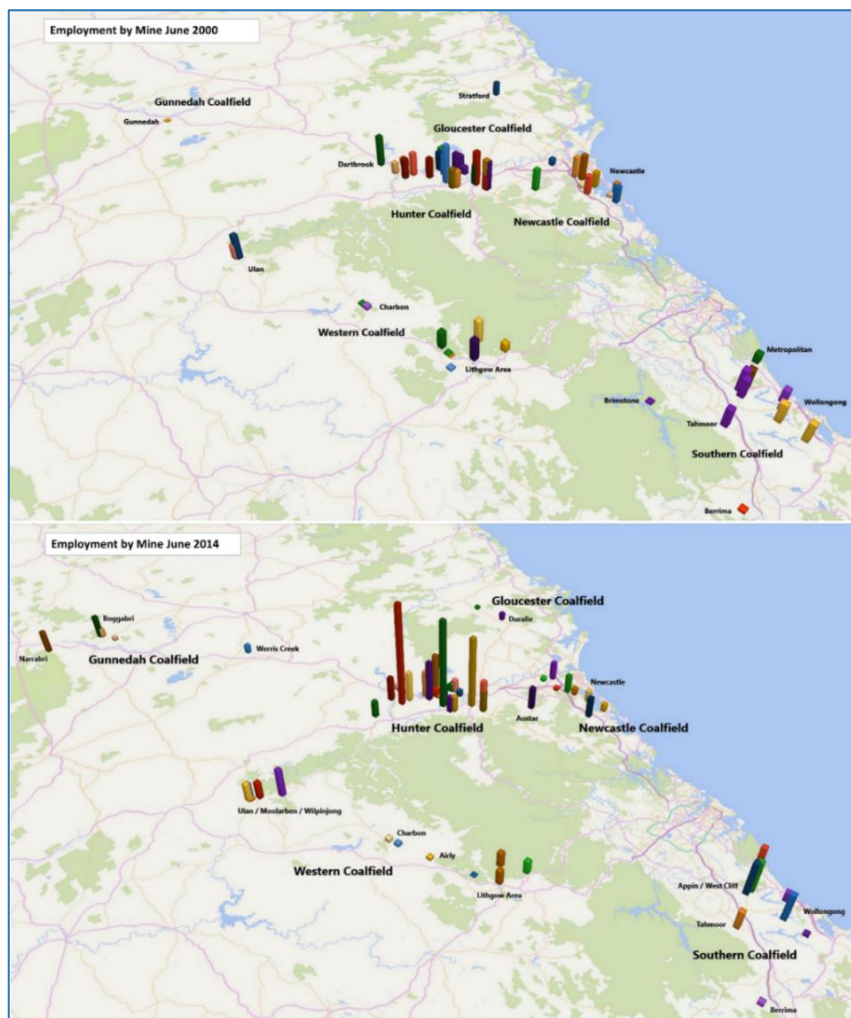 Employment by Mine June 2000
Gunnedah Coalfield
Stratford
Gunnedah
Gloucester Coalfield
Dartbrook
Newcastle
Hunter Coalfield
Newcastle Coalfield
Ulan
Charbon
Western Coalfield
Metropolitan
Lithgow Area
Brimstone
Wollongong
Tahmoor
Southern Coalfield
Berrima
Employment by Mine June 2014
Gloucester Coalfield
Boggabri
Duralie
Narrabri
Gunnedah Coalfield
Werris Creek
Newcastle
Austar
Hunter Coalfield
Newcastle Coalfield
Ulan / Moolarben / Wilpinjong
Charbon
Airly
Western Coalfield
Lithgow Area
Appin / West Cliff
Wollongong
Tahmoor
Southern Coalfield
Berrima